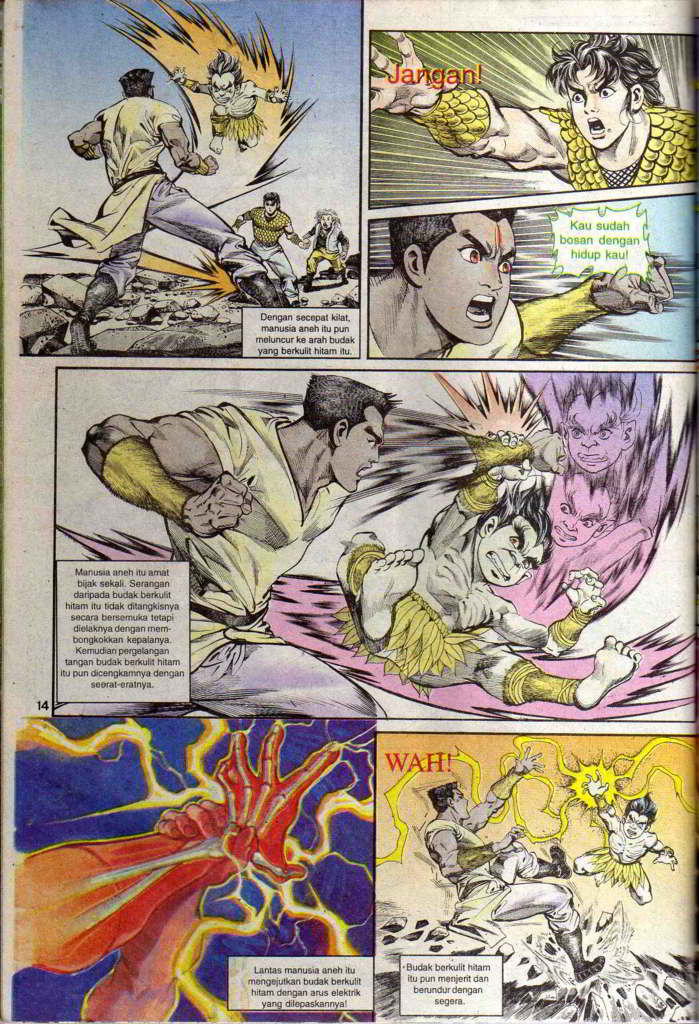 Dengan secepat kilat,
manusia aneh itu pun
meluncur ke arah budak
yang berkulit hitam itu.
Jangan!
Kau sudah
bosan dengan
hidup kau!
Manusia aneh itu amat
bijak sekali. Serangan
daripada budak berkulit
hitam itu tidak ditangkisnya
secara bersemuka tetapi
dielaknya dengan mem-
bongkokkan kepalanya.
Kemudian pergelangan
tangan budak berkulit hitam
itu pun dicengkamnya dengan
seerat-eratnya.
14
Lantas manusia aneh itu
mengejutkan budak berkulit
hitam dengan arus elektrik
yang dilepaskannya!
WAH!
Budak berkulit hitam
itu pun menjerit dan
berundur dengan
segera.